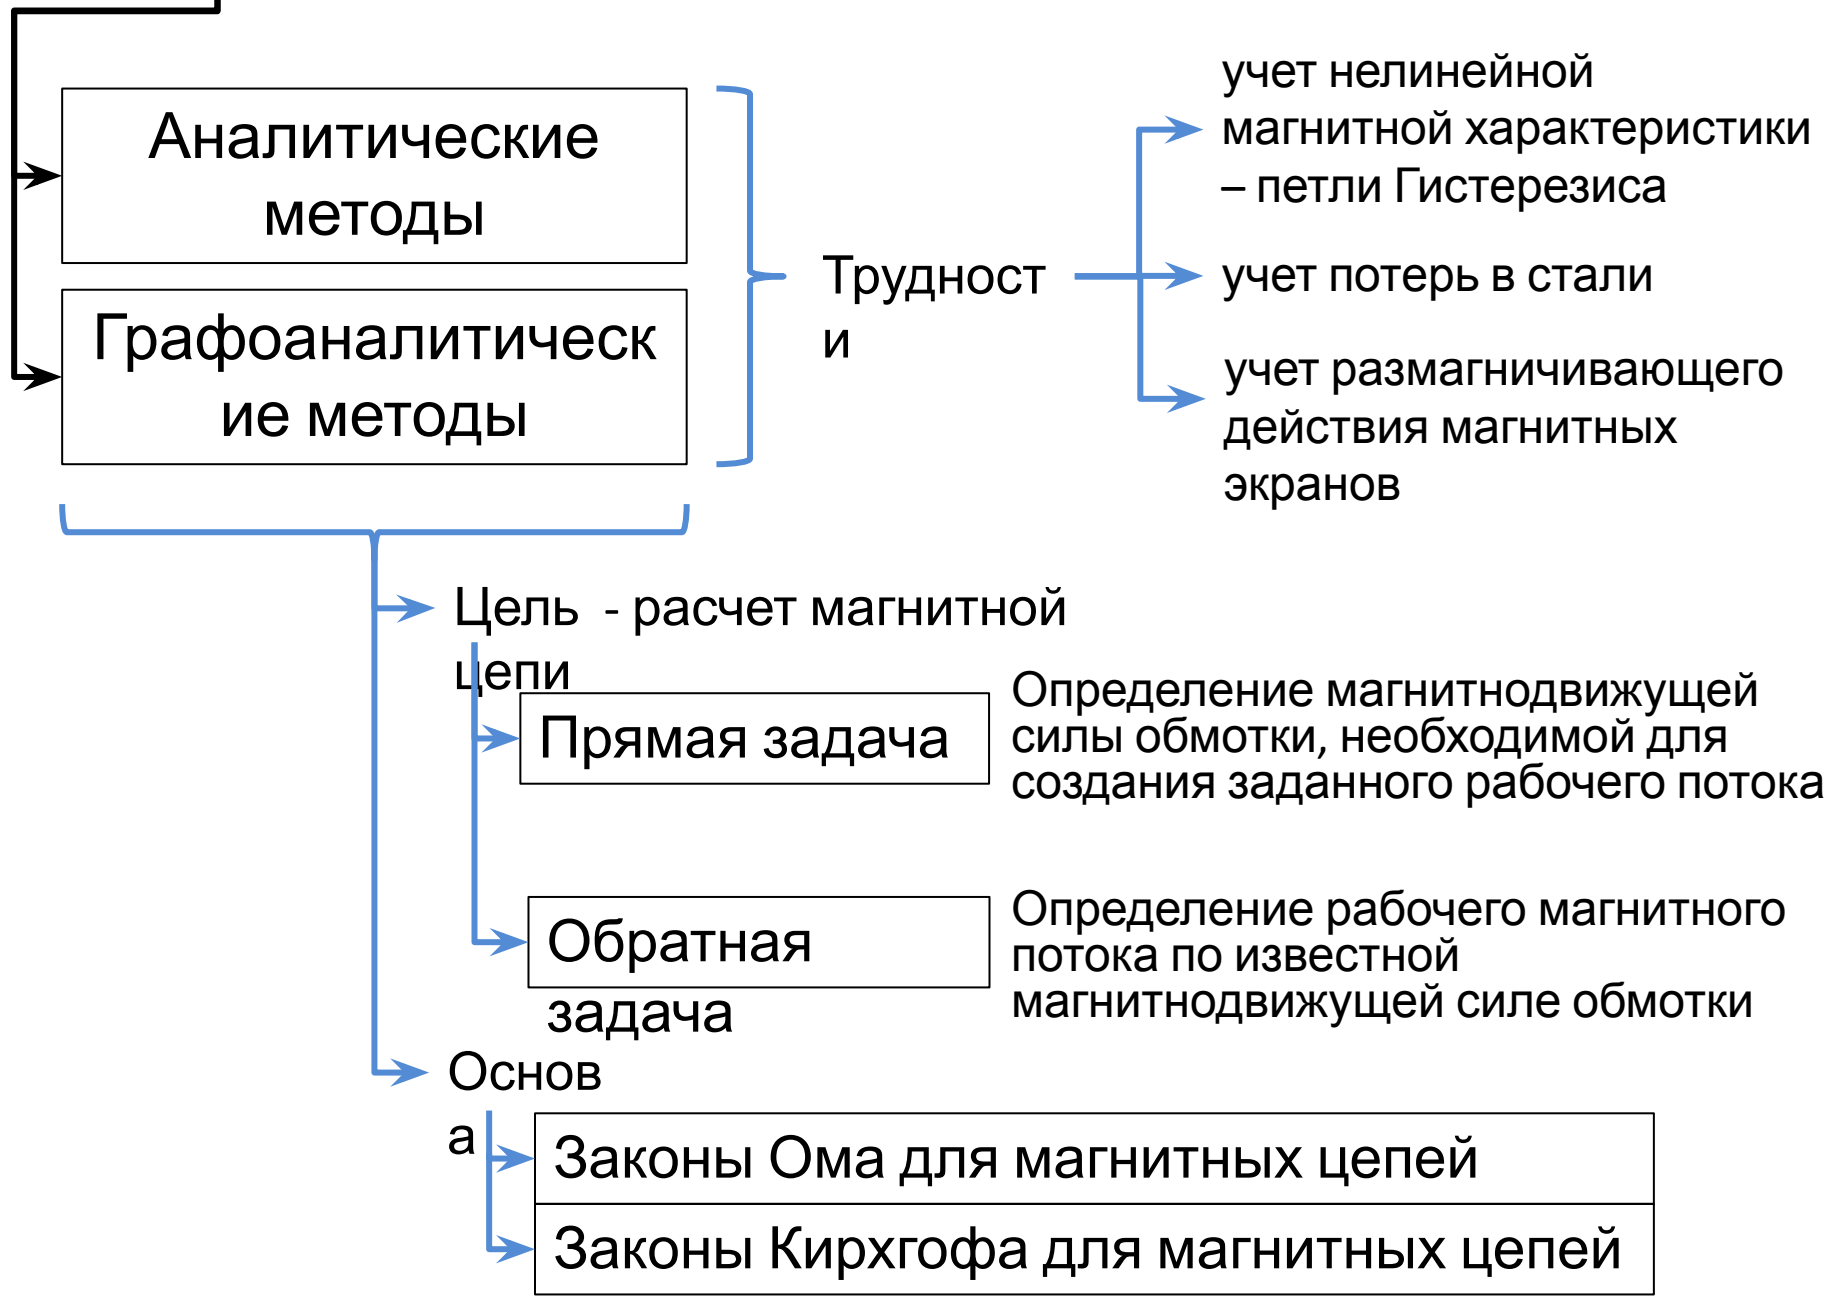 Аналитические
методы
Графоаналитическ
ие методы
Трудност
и
учет нелинейной
магнитной характеристики
– петли Гистерезиса
учет потерь в стали
учет размагничивающего
действия магнитных
экранов
Цель - расчет магнитной
цепи
Прямая задача
Определение магнитнодвижущей
силы обмотки, необходимой для
создания заданного рабочего потока
Обратная
задача
Определение рабочего магнитного
потока по известной
магнитнодвижущей силе обмотки
Основ
а
Законы Ома для магнитных цепей
Законы Кирхгофа для магнитных цепей